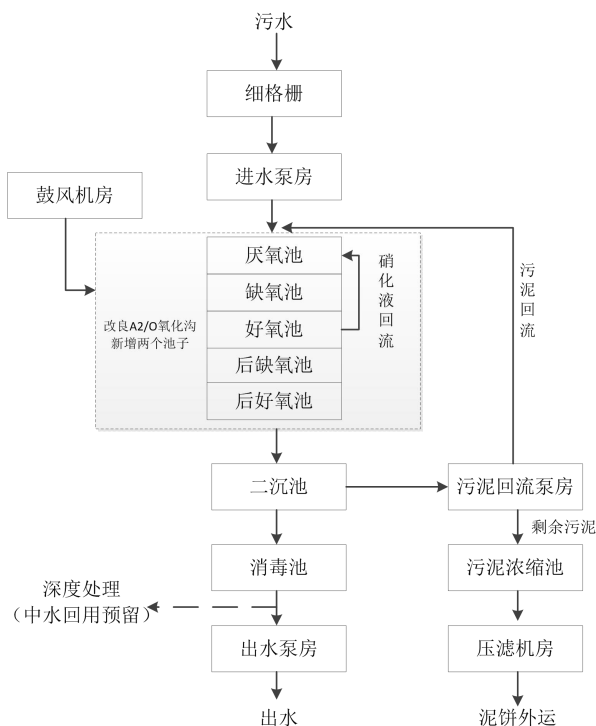 污水
细格栅
进水泵房
鼓风机房
厌氧池
缺氧池
好氧池
后缺氧池
后好氧池
硝化液回流
改良A2/O氧化沟
新增两个池子
污泥回流
二沉池
污泥回流泵房
剩余污泥
消毒池
污泥浓缩池
深度处理
（中水回用预留）
出水泵房
压滤机房
出水
泥饼外运